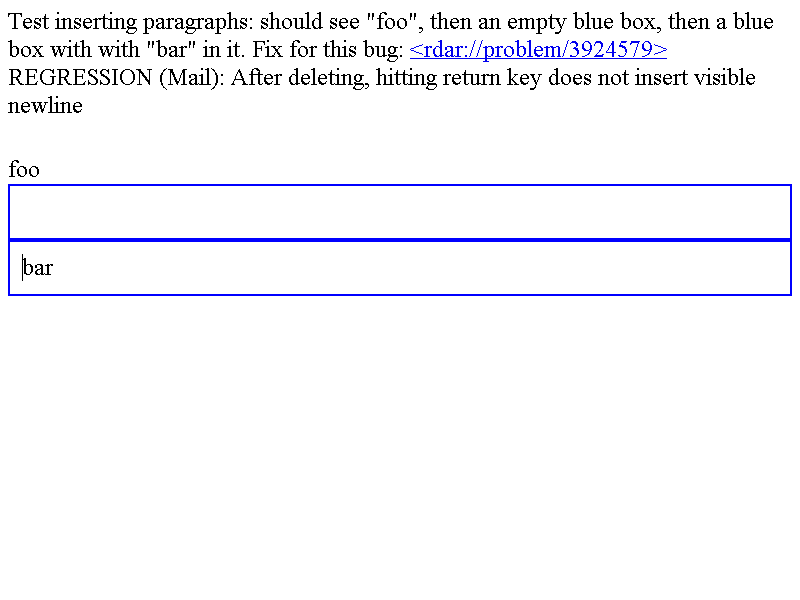 Test inserting paragraphs: should see "foo", then an empty blue box, then a blue
box with with "bar" in it. Fix for this bug: <rdar://problem/3924579>
REGRESSION (Mail): After deleting, hitting return key does not insert visible
newline
foo
bar